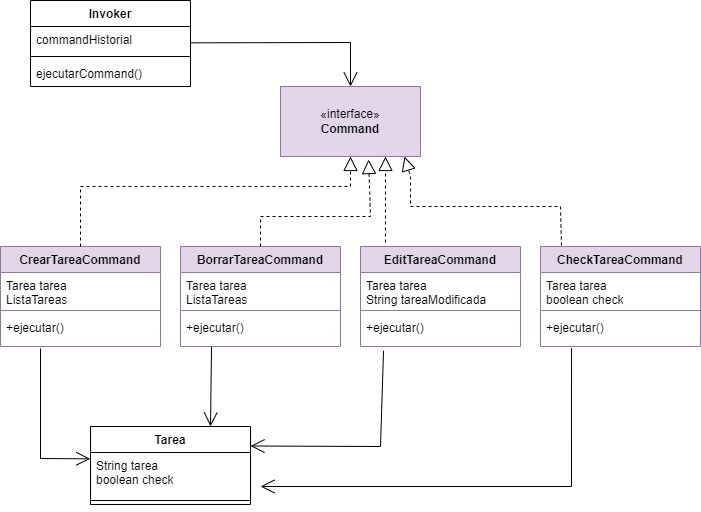 Invoker
commandHistorial
ejecutarCommand()
«interface»
Command
CrearTareaCommand
Tarea tarea
ListaTareas
+ejecutar()
BorrarTareaCommand
Tarea tarea
ListaTareas
+ejecutar()
EditTareaCommand
Tarea tarea
String tareaModificada
+ejecutar()
CheckTareaCommand
Tarea tarea
boolean check
+ejecutar()
Tarea
String tarea
boolean check